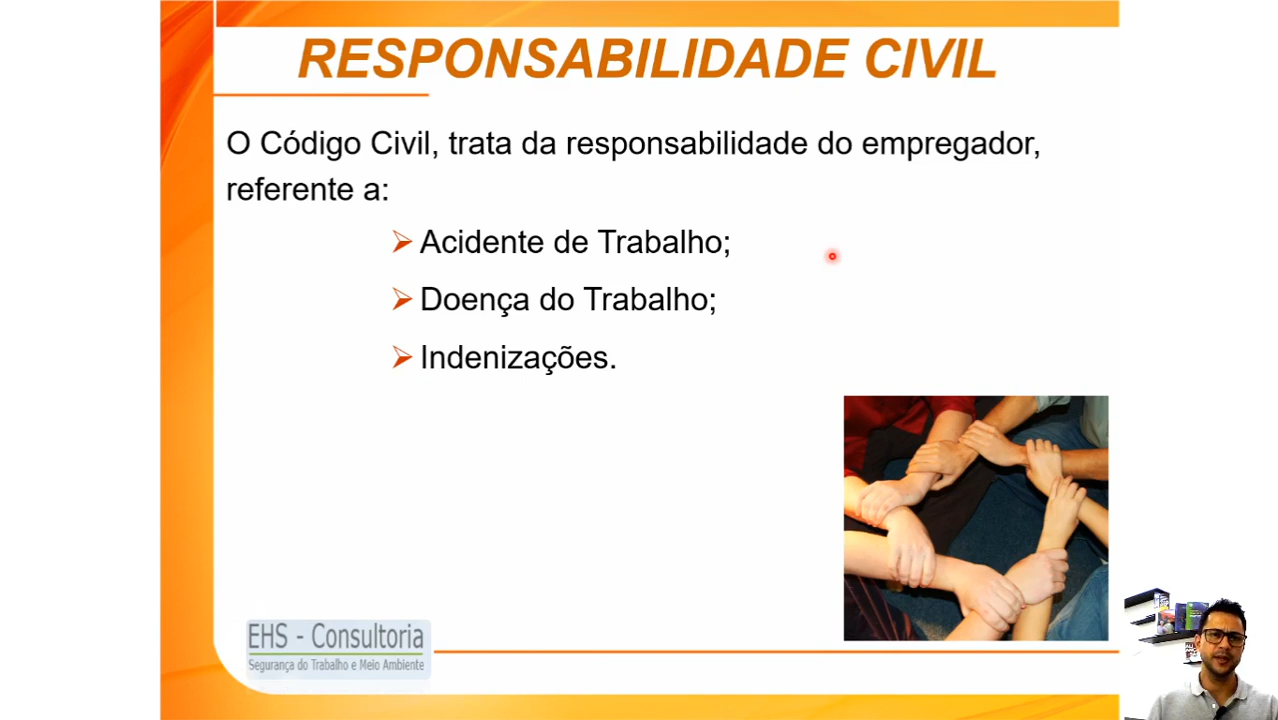 RESPONSABILIDADE CIVIL
O Código Civil, trata da responsabilidade do empregador,
referente a:
Acidente de Trabalho;
Doença do Trabalho;
Indenizações.
EHS - Consultoria
Segurança do Trabalho e Meio Ambiente